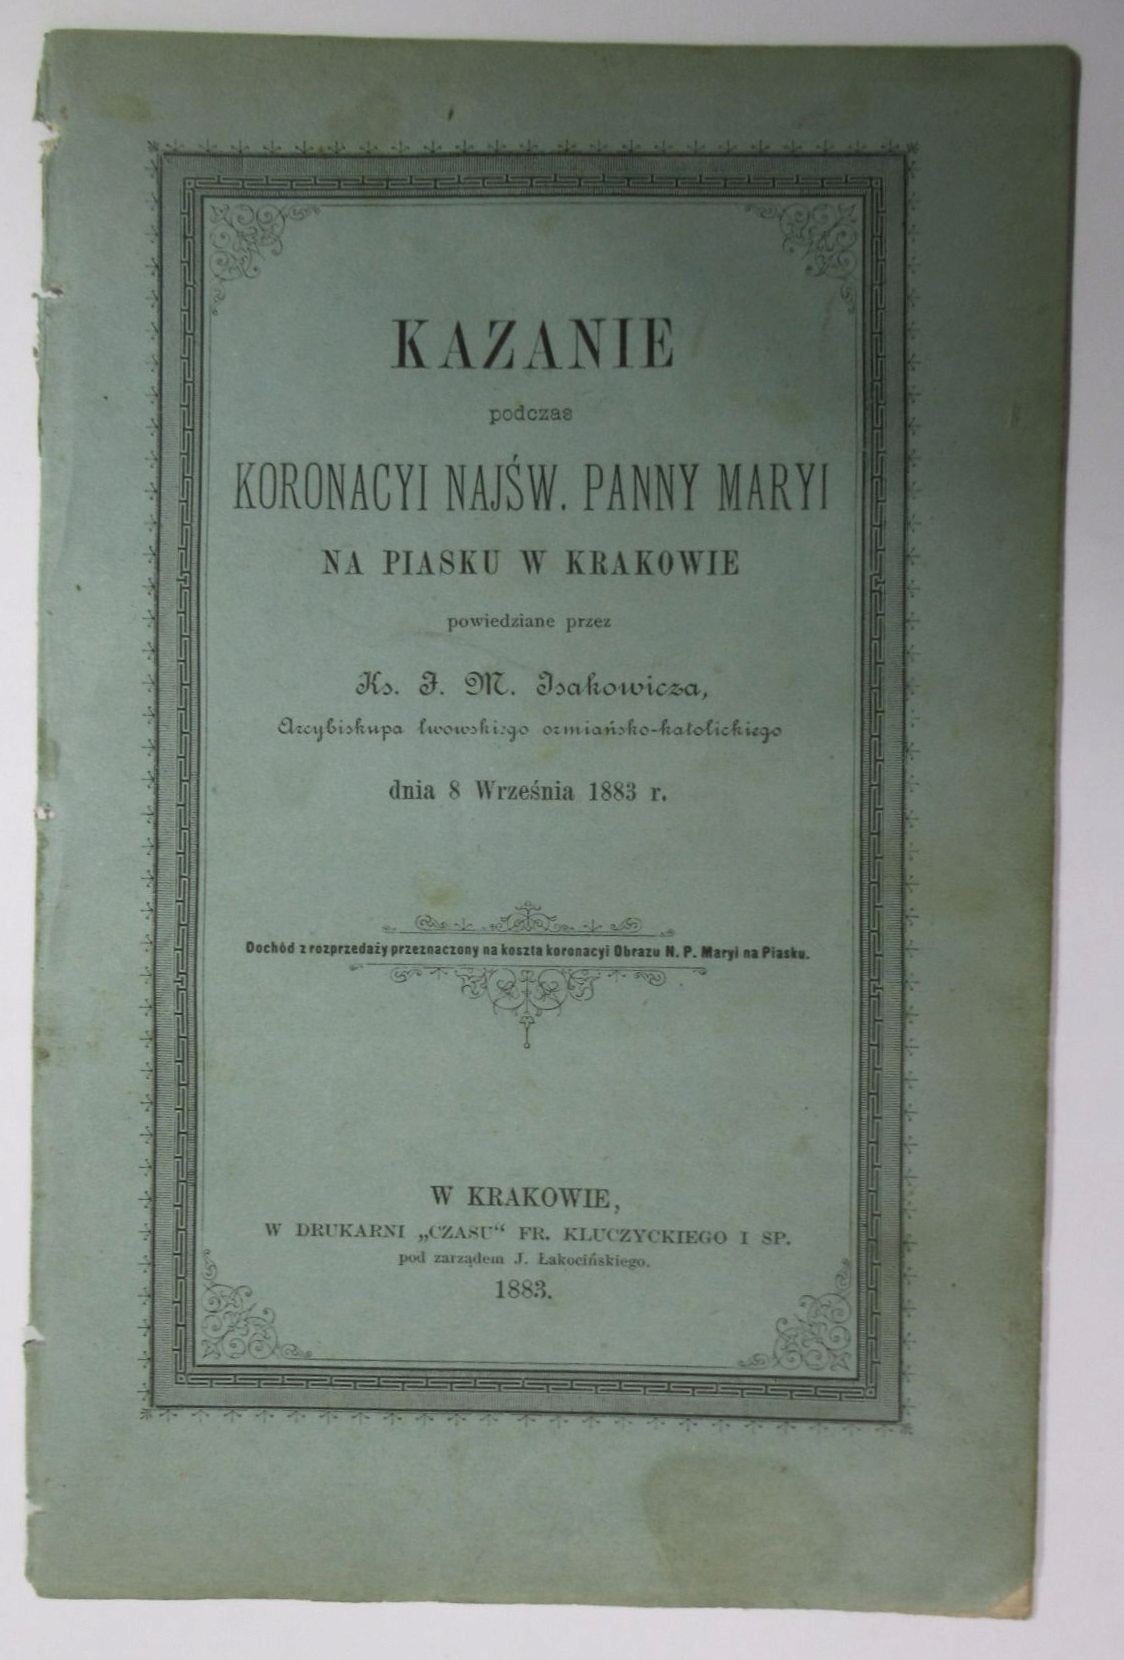 KAZANIE
podczas
KORONACYI NAJŚW. PANNY MARYI
NA PIASKU W KRAKOWIE
powiedziane przez
Ks. I. M. Isakowicza,
Arcybiskupa lwowskiego ormiańsko-katolickiego
dnia 8 Września 1883 r.
Dochód z rozprzedaży przeznaczony na koszta koronacyi Obrazu N. P. Maryi na Piasku.
W KRAKOWIE,
W DRUKARNI „CZASU“ FR. KLUCZYCKIEGO I SP.
pod zarządem J. Łakocińskiego.
1883.